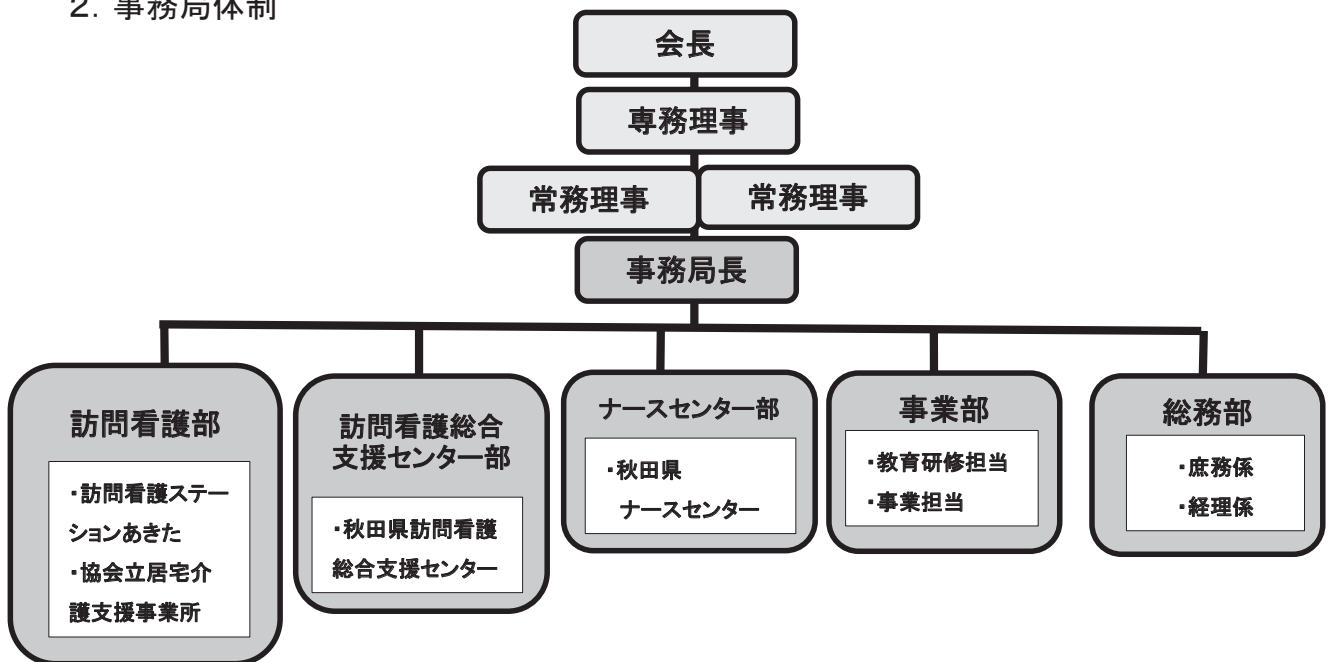 2. 事務局体制
会長
専務理事
常務理事
常務理事
事務局長
訪問看護部
・訪問看護ステー
ションあきた
・協会立居宅介
護支援事業所
訪問看護総合
支援センター部
・秋田県訪問看護
総合支援センター
ナースセンター部
・秋田県
ナースセンター
事業部
・教育研修担当
・事業担当
総務部
・庶務係
・経理係